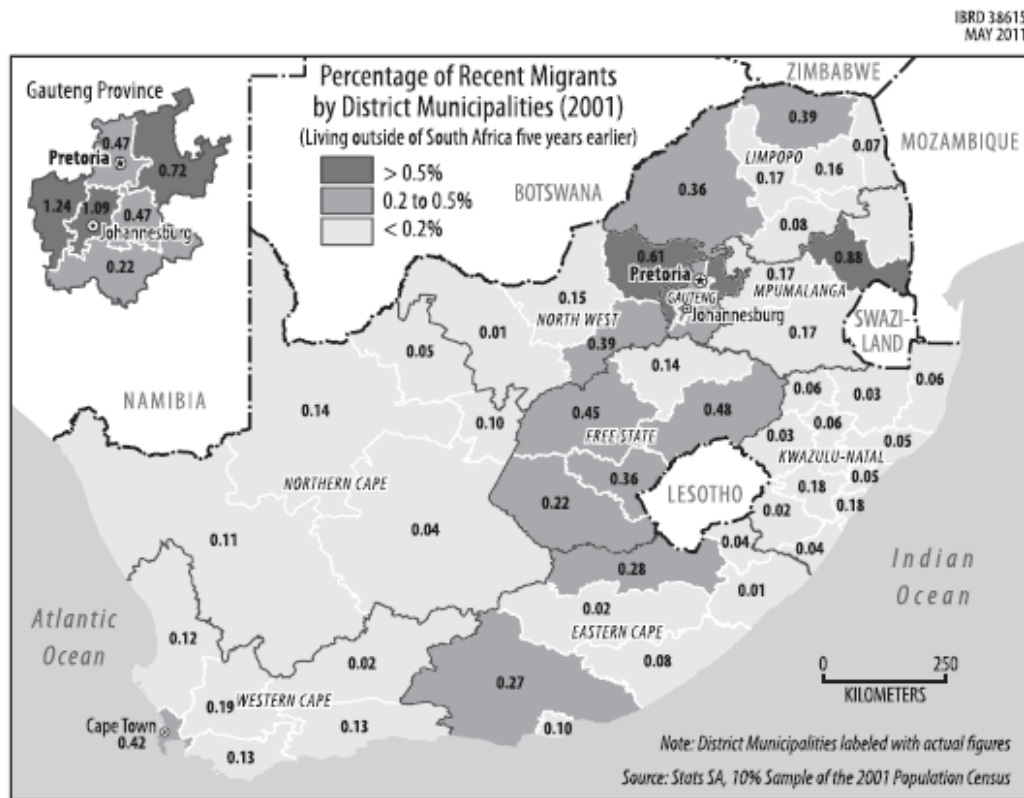 IBRD 38615
MAY 2011
Percentage of Recent Migrants
by District Municipalities (2001)
(Living outside of South Africa five years earlier)
> 0.5%
0.2 to 0.5%
< 0.2%
Gauteng Province
0.47
Pretoria
0.72
1.24
1.09
0.47
Johannesburg
0.22
ZIMBABWE
MOZAMBIQUE
BOTSWANA
NAMIBIA
0.39
0.07
LIMPOPO
0.17
0.16
0.36
0.08
0.61
Pretoria
0.88
0.17
MPUMALANGA
GAUTENG
Johannesburg
0.15
NORTH WEST
0.17
SWAZI-
LAND
0.01
0.39
0.05
0.14
0.06
0.03
0.06
0.14
0.10
0.45
0.48
0.06
FREE STATE
0.03
0.05
KWAZULU-NATAL
0.36
0.05
NORTHERN CAPE
LESOTHO
0.18
0.22
0.02
0.18
0.04
0.11
0.04
0.04
0.28
0.01
Indian
Ocean
0.02
EASTERN CAPE
Atlantic
Ocean
0.12
0.02
0.08
0.27
0.19
WESTERN CAPE
0.13
0.10
Cape Town
0.42
0.13
0 250
KILOMETERS
Note: District Municipalities labeled with actual figures
Source: Stats SA, 10% Sample of the 2001 Population Census